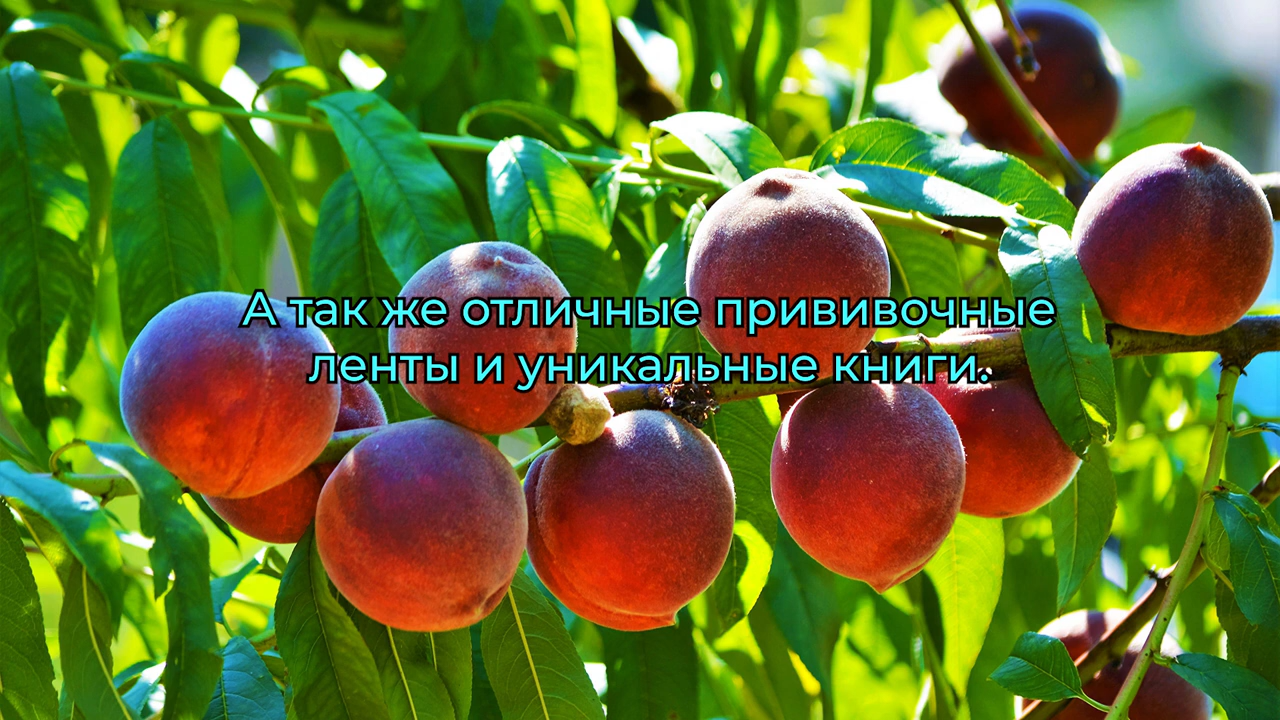 А так же отличные прививочные
ленты и уникальные книги.